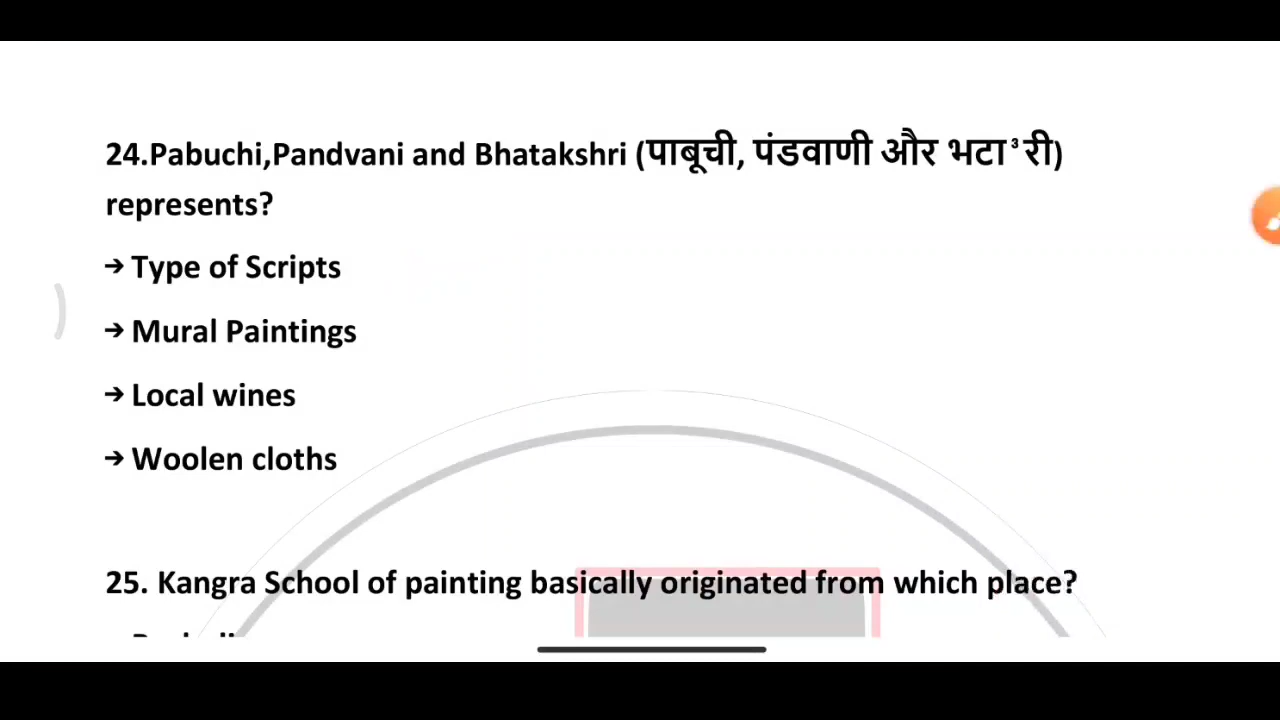 24.Pabuchi,Pandvani and Bhatakshri (पाबूची, पंडवाणी और भटा³री)
represents?
→ Type of Scripts
→ Mural Paintings
→ Local wines
→ Woolen cloths
25. Kangra School of painting basically originated from which place?